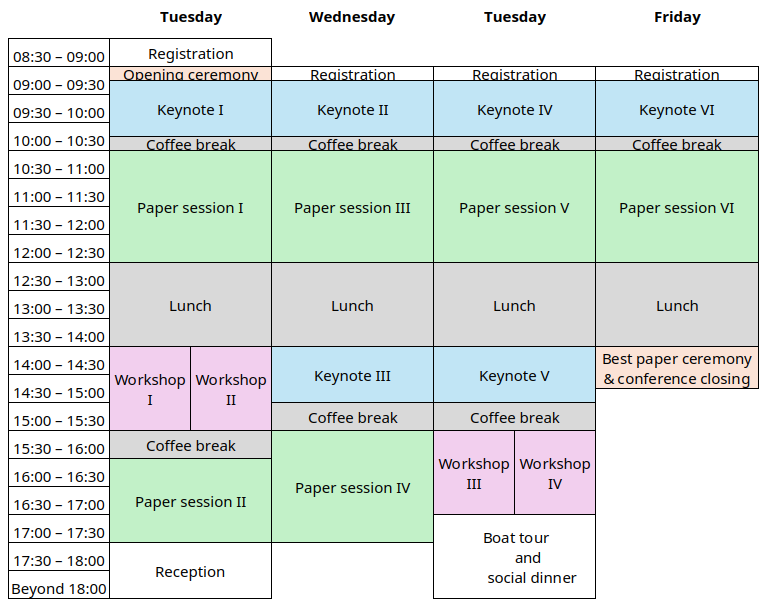 Tuesday Wednesday Tuesday Friday
08:30 – 09:00 Registration
09:00 – 09:30 Opening ceremony Registration Registration Registration
09:30 – 10:00 Keynote I Keynote II Keynote IV Keynote VI
10:00 – 10:30 Coffee break Coffee break Coffee break Coffee break
10:30 – 11:00
11:00 – 11:30
Paper session I Paper session III Paper session V Paper session VI
11:30 – 12:00
12:00 – 12:30
12:30 – 13:00
13:00 – 13:30 Lunch Lunch Lunch Lunch
13:30 – 14:00
14:00 – 14:30 Best paper ceremony
Workshop Workshop Keynote III Keynote V
14:30 – 15:00 & conference closing
I II
15:00 – 15:30 Coffee break Coffee break
15:30 – 16:00 Coffee break
16:00 – 16:30 Workshop Workshop
III IV
16:30 – 17:00 Paper session II Paper session IV
17:00 – 17:30
Boat tour
17:30 – 18:00 and
Reception
Beyond 18:00 social dinner